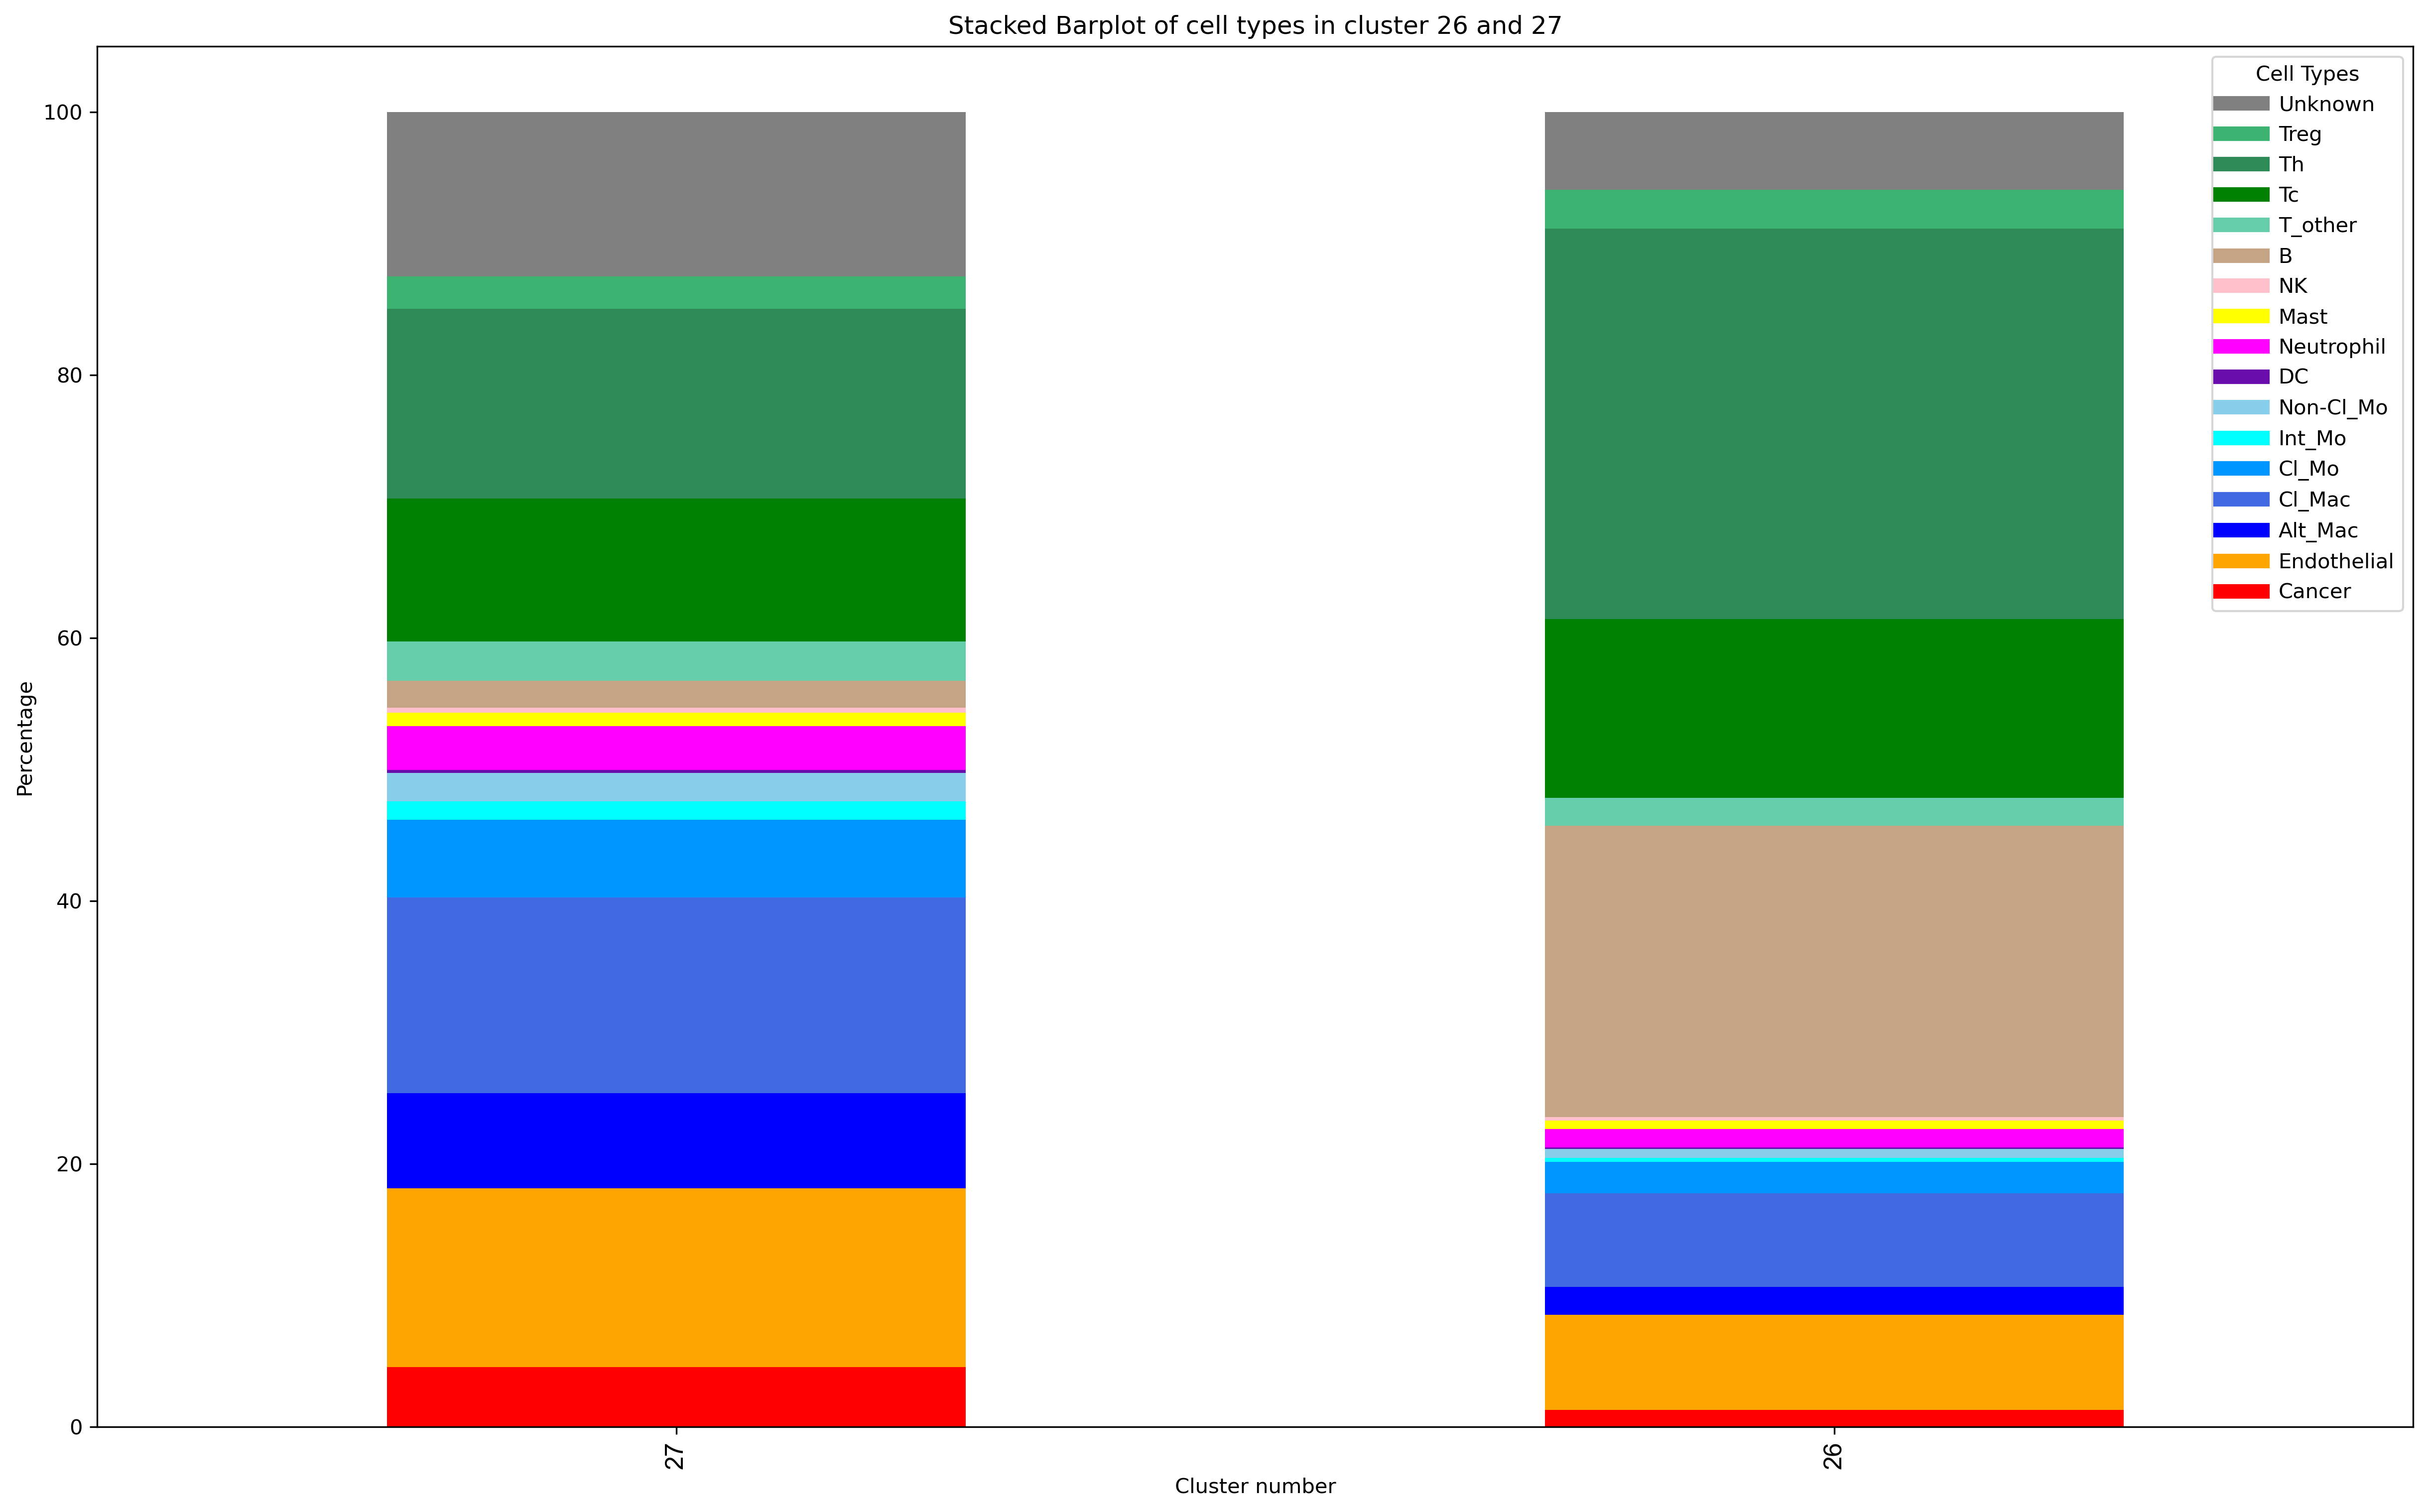 Stacked Barplot of cell types in cluster 26 and 27
Percentage
100
80
60
40
20
0
27
26
Cluster number
Cell Types
Unknown
Treg
Th
Tc
T_other
B
NK
Mast
Neutrophil
DC
Non-Cl_Mo
Int_Mo
Cl_Mo
Cl_Mac
Alt_Mac
Endothelial
Cancer